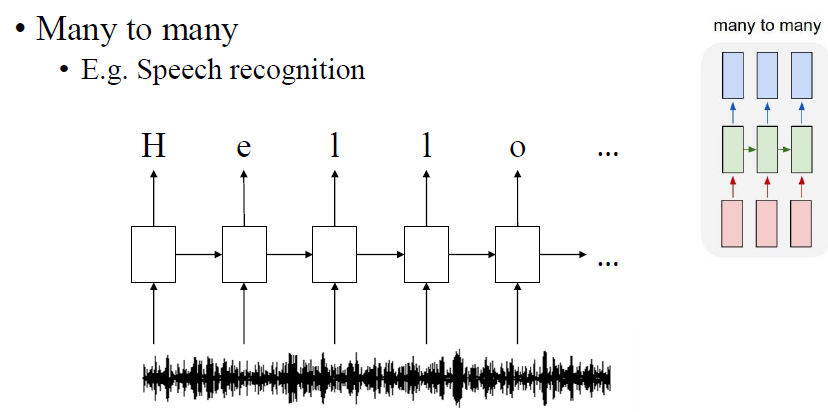 • Many to many
• E.g. Speech recognition
many to many
H e l l o ...
...